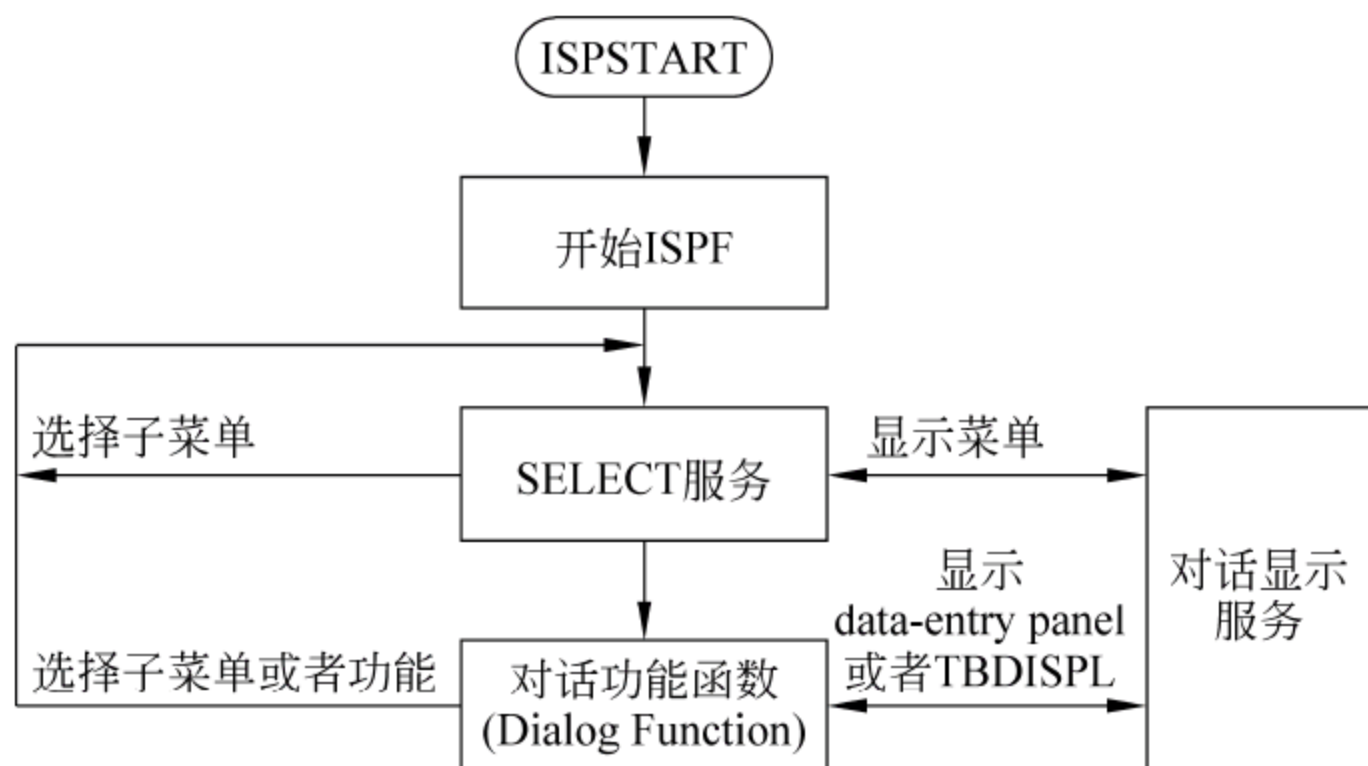 ISPSTART
开始ISPF
选择子菜单
SELECT服务
显示菜单
显示
data-entry panel
或者TBDISPL
对话显示
服务
选择子菜单或者功能
对话功能函数
(Dialog Function)